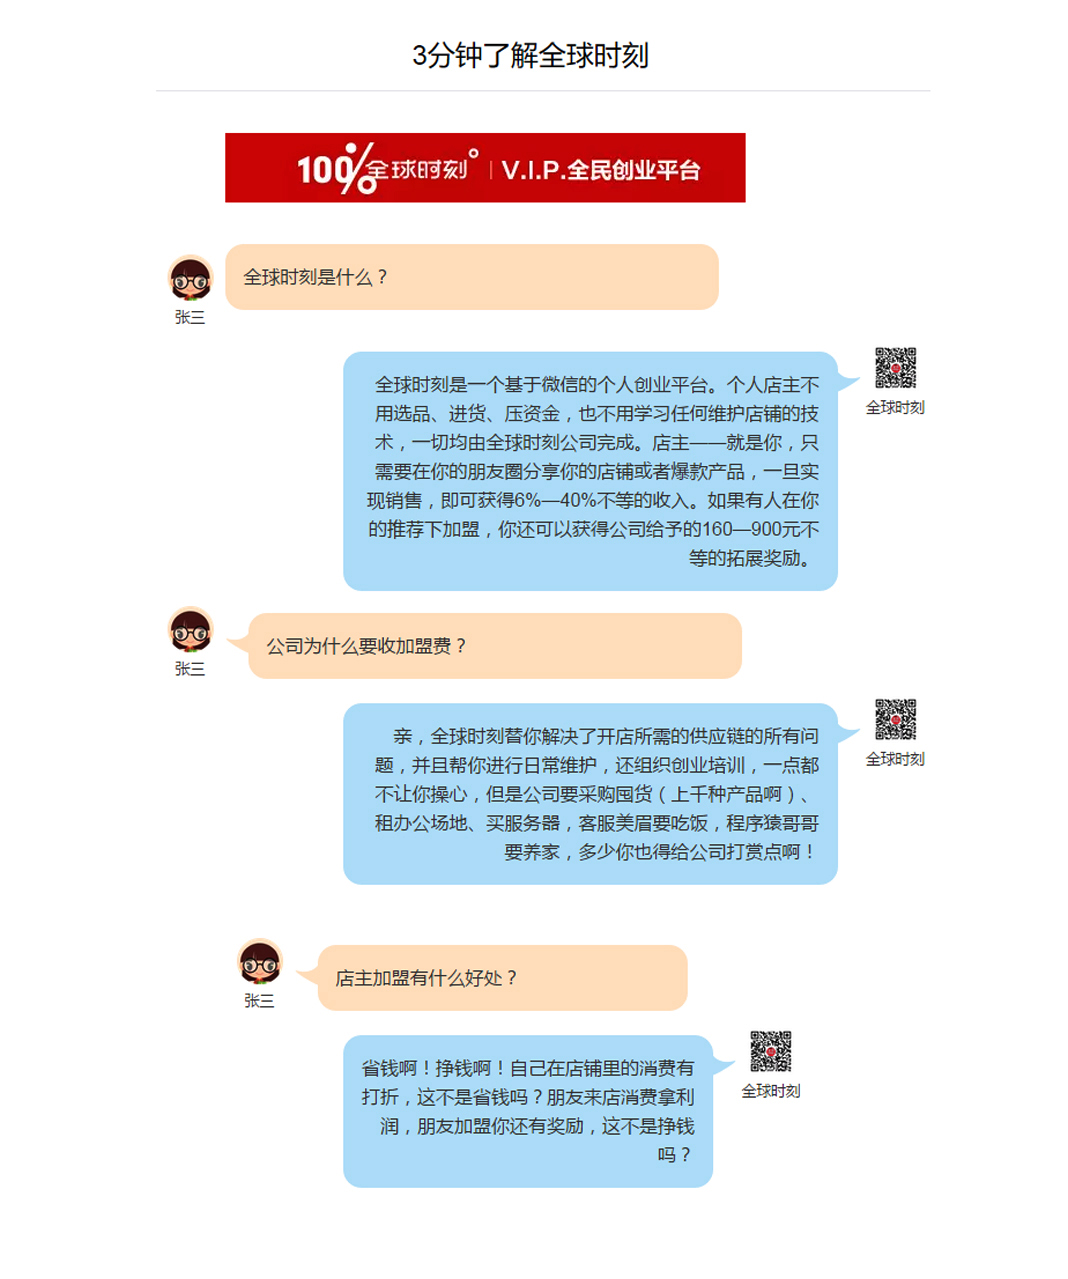 3分钟了解全球时刻
100% 全球时刻 | V.I.P.全民创业平台
全球时刻是什么？
张三
全球时刻是一个基于微信的个人创业平台。个人店主不
用选品、进货、压资金，也不用学习任何维护店铺的技
术，一切均由全球时刻公司完成。店主——就是你，只
需要在你的朋友圈分享你的店铺或者爆款产品，一旦实
现销售，即可获得6%—40%不等的收入。如果有人在你
的推荐下加盟，你还可以获得公司给予的160—900元不
等的拓展奖励。
全球时刻
公司为什么要收加盟费？
张三
亲，全球时刻替你解决了开店所需的供应链的所有问
题，并且帮你进行日常维护，还组织创业培训，一点都
不让你操心，但是公司要采购囤货（上千种产品啊）、
租办公场地、买服务器，客服美眉要吃饭，程序猿哥哥
要养家，多少你也得给公司打赏点啊！
全球时刻
店主加盟有什么好处？
张三
省钱啊！挣钱啊！自己在店铺里的消费有
打折，这不是省钱吗？朋友来店消费拿利
润，朋友加盟你还有奖励，这不是挣钱
吗？
全球时刻